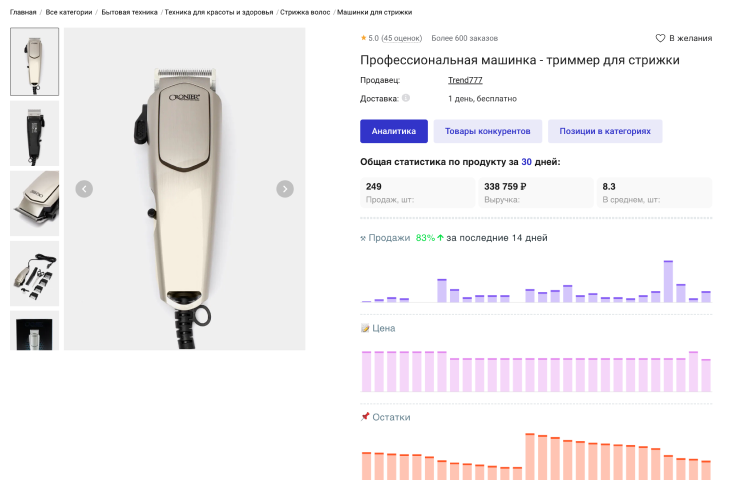 Главная / Все категории / Бытовая техника / Техника для красоты и здоровья / Стрижка волос / Машинки для стрижки
★ 5.0 (45 оценок) Более 600 заказов
В желания
Профессиональная машинка - триммер для стрижки
Продавец: Trend777
Доставка: 1 день, бесплатно
Аналитика
Товары конкурентов
Позиции в категориях
Общая статистика по продукту за 30 дней:
249
Продаж, шт:
338 759 ₽
Выручка:
8.3
В среднем, шт:
Продажи 83% ↑ за последние 14 дней
Цена
Остатки